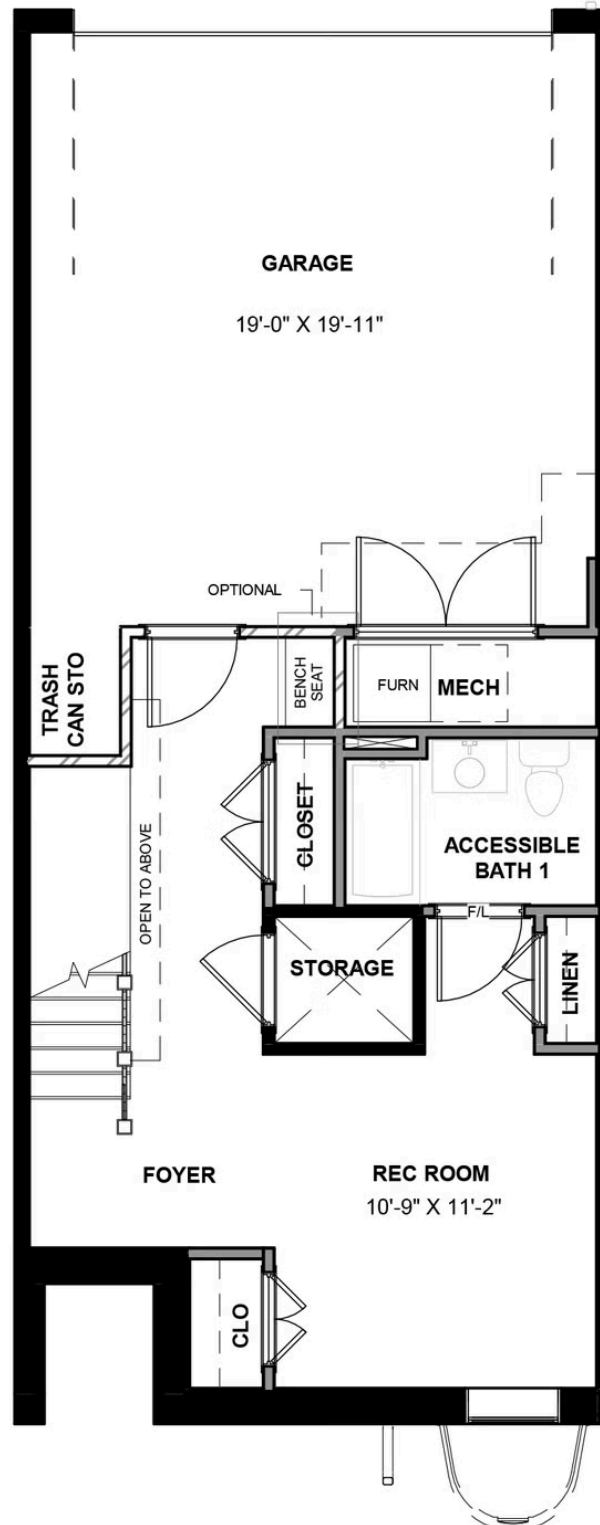 GARAGE
19'-0" X 19'-11"
OPTIONAL
TRASH
CAN STO
BENCH
SEAT
FURN
MECH
CLOSET
ACCESSIBLE
BATH 1
OPEN TO ABOVE
F/L
STORAGE
LINEN
FOYER
REC ROOM
10'-9" X 11'-2"
CLO